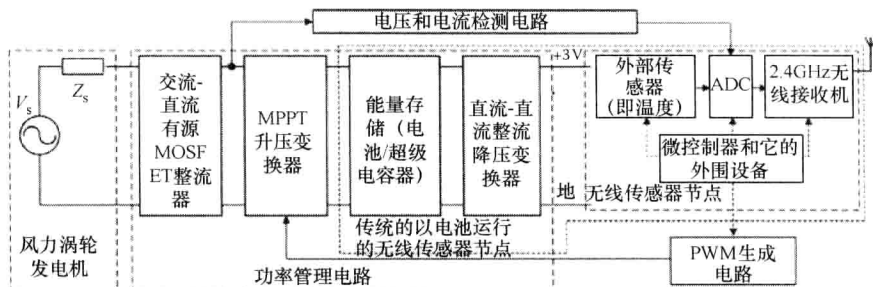 电压和电流检测电路
Vs
Zs
交流-
直流
有源
MOSF
ET整流
器
MPPT
升压变
换器
能量存
储（电
池/超级
电容器）
直流-直
流整流
降压变
换器
+3V
地
外部传
感器
（即温度）
ADC
2.4GHz无
线接收机
微控制器和它的
外围设备
无线传感器节点
传统的以电池运行
的无线传感器节点
风力涡轮
发电机
功率管理电路
PWM生成
电路